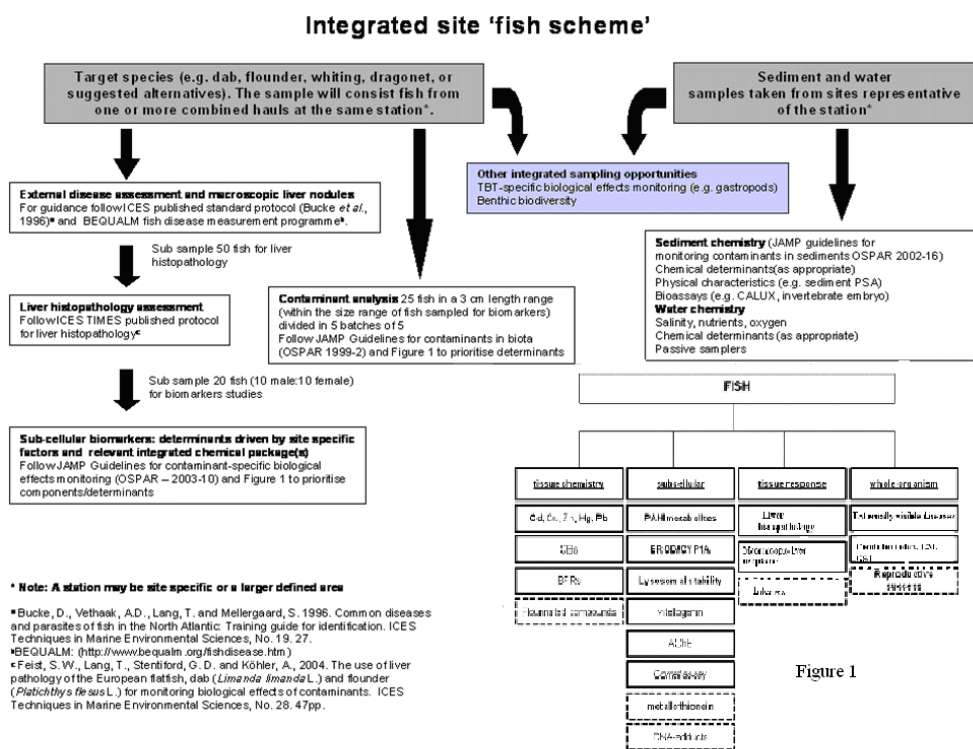 Integrated site 'fish scheme'
Target species (e.g. dab, flounder, whiting, dragonet, or
suggested alternatives). The sample will consist fish from
one or more combined hauls at the same station*.
Sediment and water
samples taken from sites representative
of the station*
Other integrated sampling opportunities
TBT-specific biological effects monitoring (e.g. gastropods)
Benthic biodiversity
External disease assessment and macroscopic liver nodules
For guidance follow ICES published standard protocol (Bucke et al.,
1996)a and BEQUALM fish disease measurement programmeb.
Sub sample 50 fish for liver
histopathology
Liver histopathology assessment
Follow ICES TIMES published protocol
for liver histopathologyc
Sub sample 20 fish (10 male:10 female)
for biomarkers studies
Sub-cellular biomarkers: determinants driven by site specific
factors and relevant integrated chemical package(s)
Follow JAMP Guidelines for contaminant-specific biological
effects monitoring (OSPAR – 2003-10) and Figure 1 to prioritise
components/determinants
Contaminant analysis 25 fish in a 3 cm length range
(within the size range of fish sampled for biomarkers)
divided in 5 batches of 5
Follow JAMP Guidelines for contaminants in biota
(OSPAR 1999-2) and Figure 1 to prioritise determinants
Sediment chemistry (JAMP guidelines for
monitoring contaminants in sediments OSPAR 2002-16)
Chemical determinants(as appropriate)
Physical characteristics (e.g. sediment PSA)
Bioassays (e.g. CALUX, invertebrate embryo)
Water chemistry
Salinity, nutrients, oxygen
Chemical determinants (as appropriate)
Passive samplers
FISH
tissue chemistry
Cd, Cu, Zn, Hg, Pb
CBs
BFRs
compounds
subcellular
PAH metabolites
EROD/CYP1A
Lysosomal stability
vitellogenin
AChE
Comet assay
metallothionein
DNA-adducts
tissue response
Liver
histopathology
Macroscopic liver
neoplasms
whole-organism
Externally visible diseases
Reproductive
success
Figure 1
* Note: A station may be site specific or a larger defined area
a Bucke, D., Vethaak, A.D., Lang, T. and Mellergaard, S. 1996. Common diseases
and parasites of fish in the North Atlantic: Training guide for identification. ICES
Techniques in Marine Environmental Sciences, No. 19. 27.
b BEQUALM: (http://www.bequalm.org/fishdisease.htm)
c Feist, S.W., Lang, T., Stentiford, G.D. and Köhler, A., 2004. The use of liver
pathology of the European flatfish, dab (Limanda limanda L.) and flounder
(Platichthys flesus L.) for monitoring biological effects of contaminants. ICES
Techniques in Marine Environmental Sciences, No. 28. 47pp.